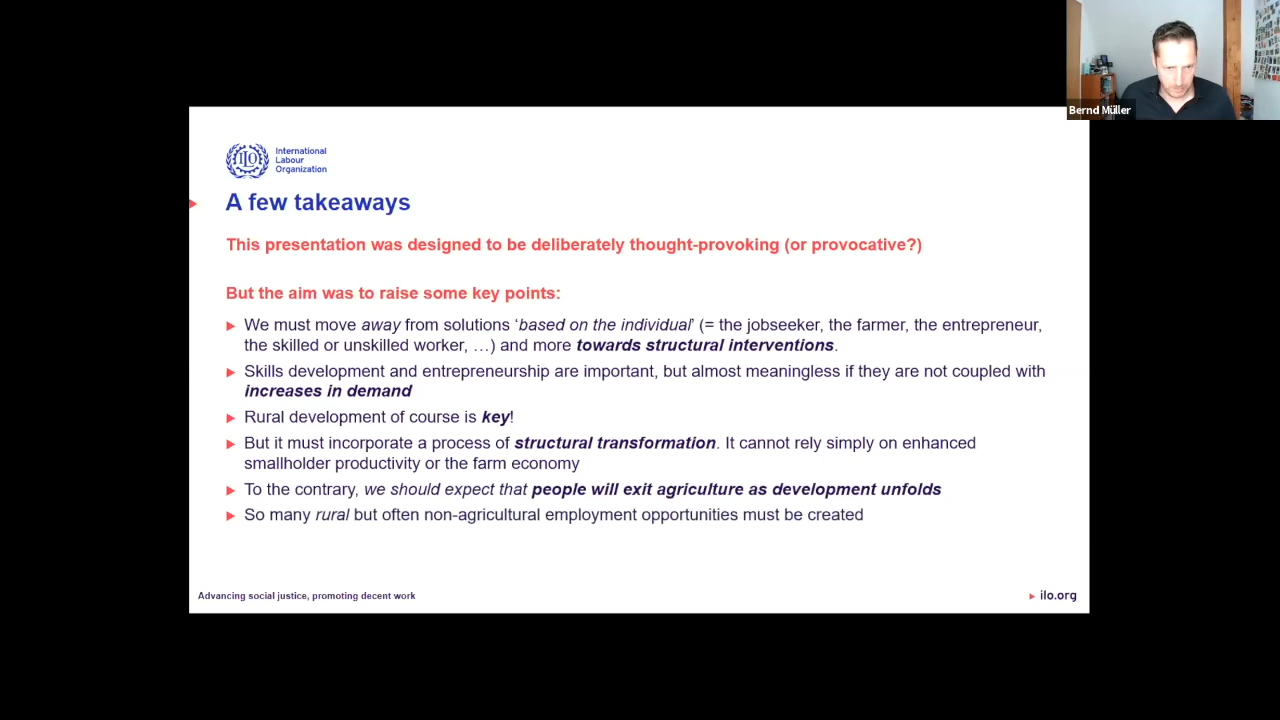 Bernd Müller
ILO
International
Labour
Organization
A few takeaways
This presentation was designed to be deliberately thought-provoking (or provocative?)
But the aim was to raise some key points:
We must move away from solutions ‘based on the individual’ (= the jobseeker, the farmer, the entrepreneur,
the skilled or unskilled worker, …) and more towards structural interventions.
Skills development and entrepreneurship are important, but almost meaningless if they are not coupled with
increases in demand
Rural development of course is key!
But it must incorporate a process of structural transformation. It cannot rely simply on enhanced
smallholder productivity or the farm economy
To the contrary, we should expect that people will exit agriculture as development unfolds
So many rural but often non-agricultural employment opportunities must be created
Advancing social justice, promoting decent work
ilo.org